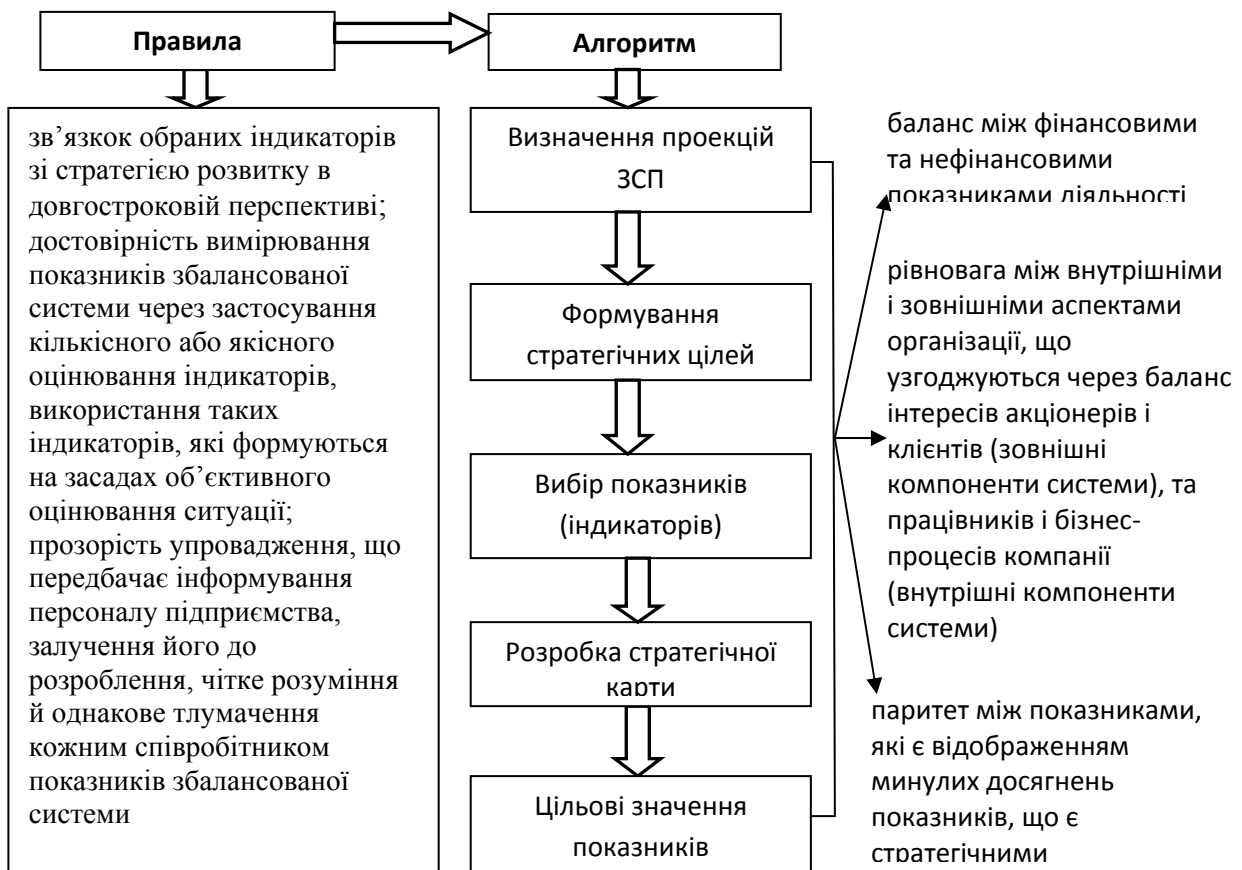 Правила
Алгоритм
зв’язкок обраних індикаторів
зі стратегією розвитку в
довгостроковій перспективі;
достовірність вимірювання
показників збалансованої
системи через застосування
кількісного або якісного
оцінювання індикаторів,
використання таких
індикаторів, які формуються
на засадах об’єктивного
оцінювання ситуації;
прозорість упровадження, що
передбачає інформування
персоналу підприємства,
залучення його до
розроблення, чітке розуміння
й однакове тлумачення
кожним співробітником
показників збалансованої
системи
Визначення проекцій
ЗСП
Формування
стратегічних цілей
Вибір показників
(індикаторів)
Розробка стратегічної
карти
Цільові значення
показників
баланс між фінансовими
та нефінансовими
показниками діяльності
рівновага між внутрішніми
і зовнішніми аспектами
організації, що
узгоджуються через баланс
інтересів акціонерів і
клієнтів (зовнішні
компоненти системи), та
працівників і бізнес-
процесів компанії
(внутрішні компоненти
системи)
паритет між показниками,
які є відображенням
минулих досягнень
показників, що є
стратегічними